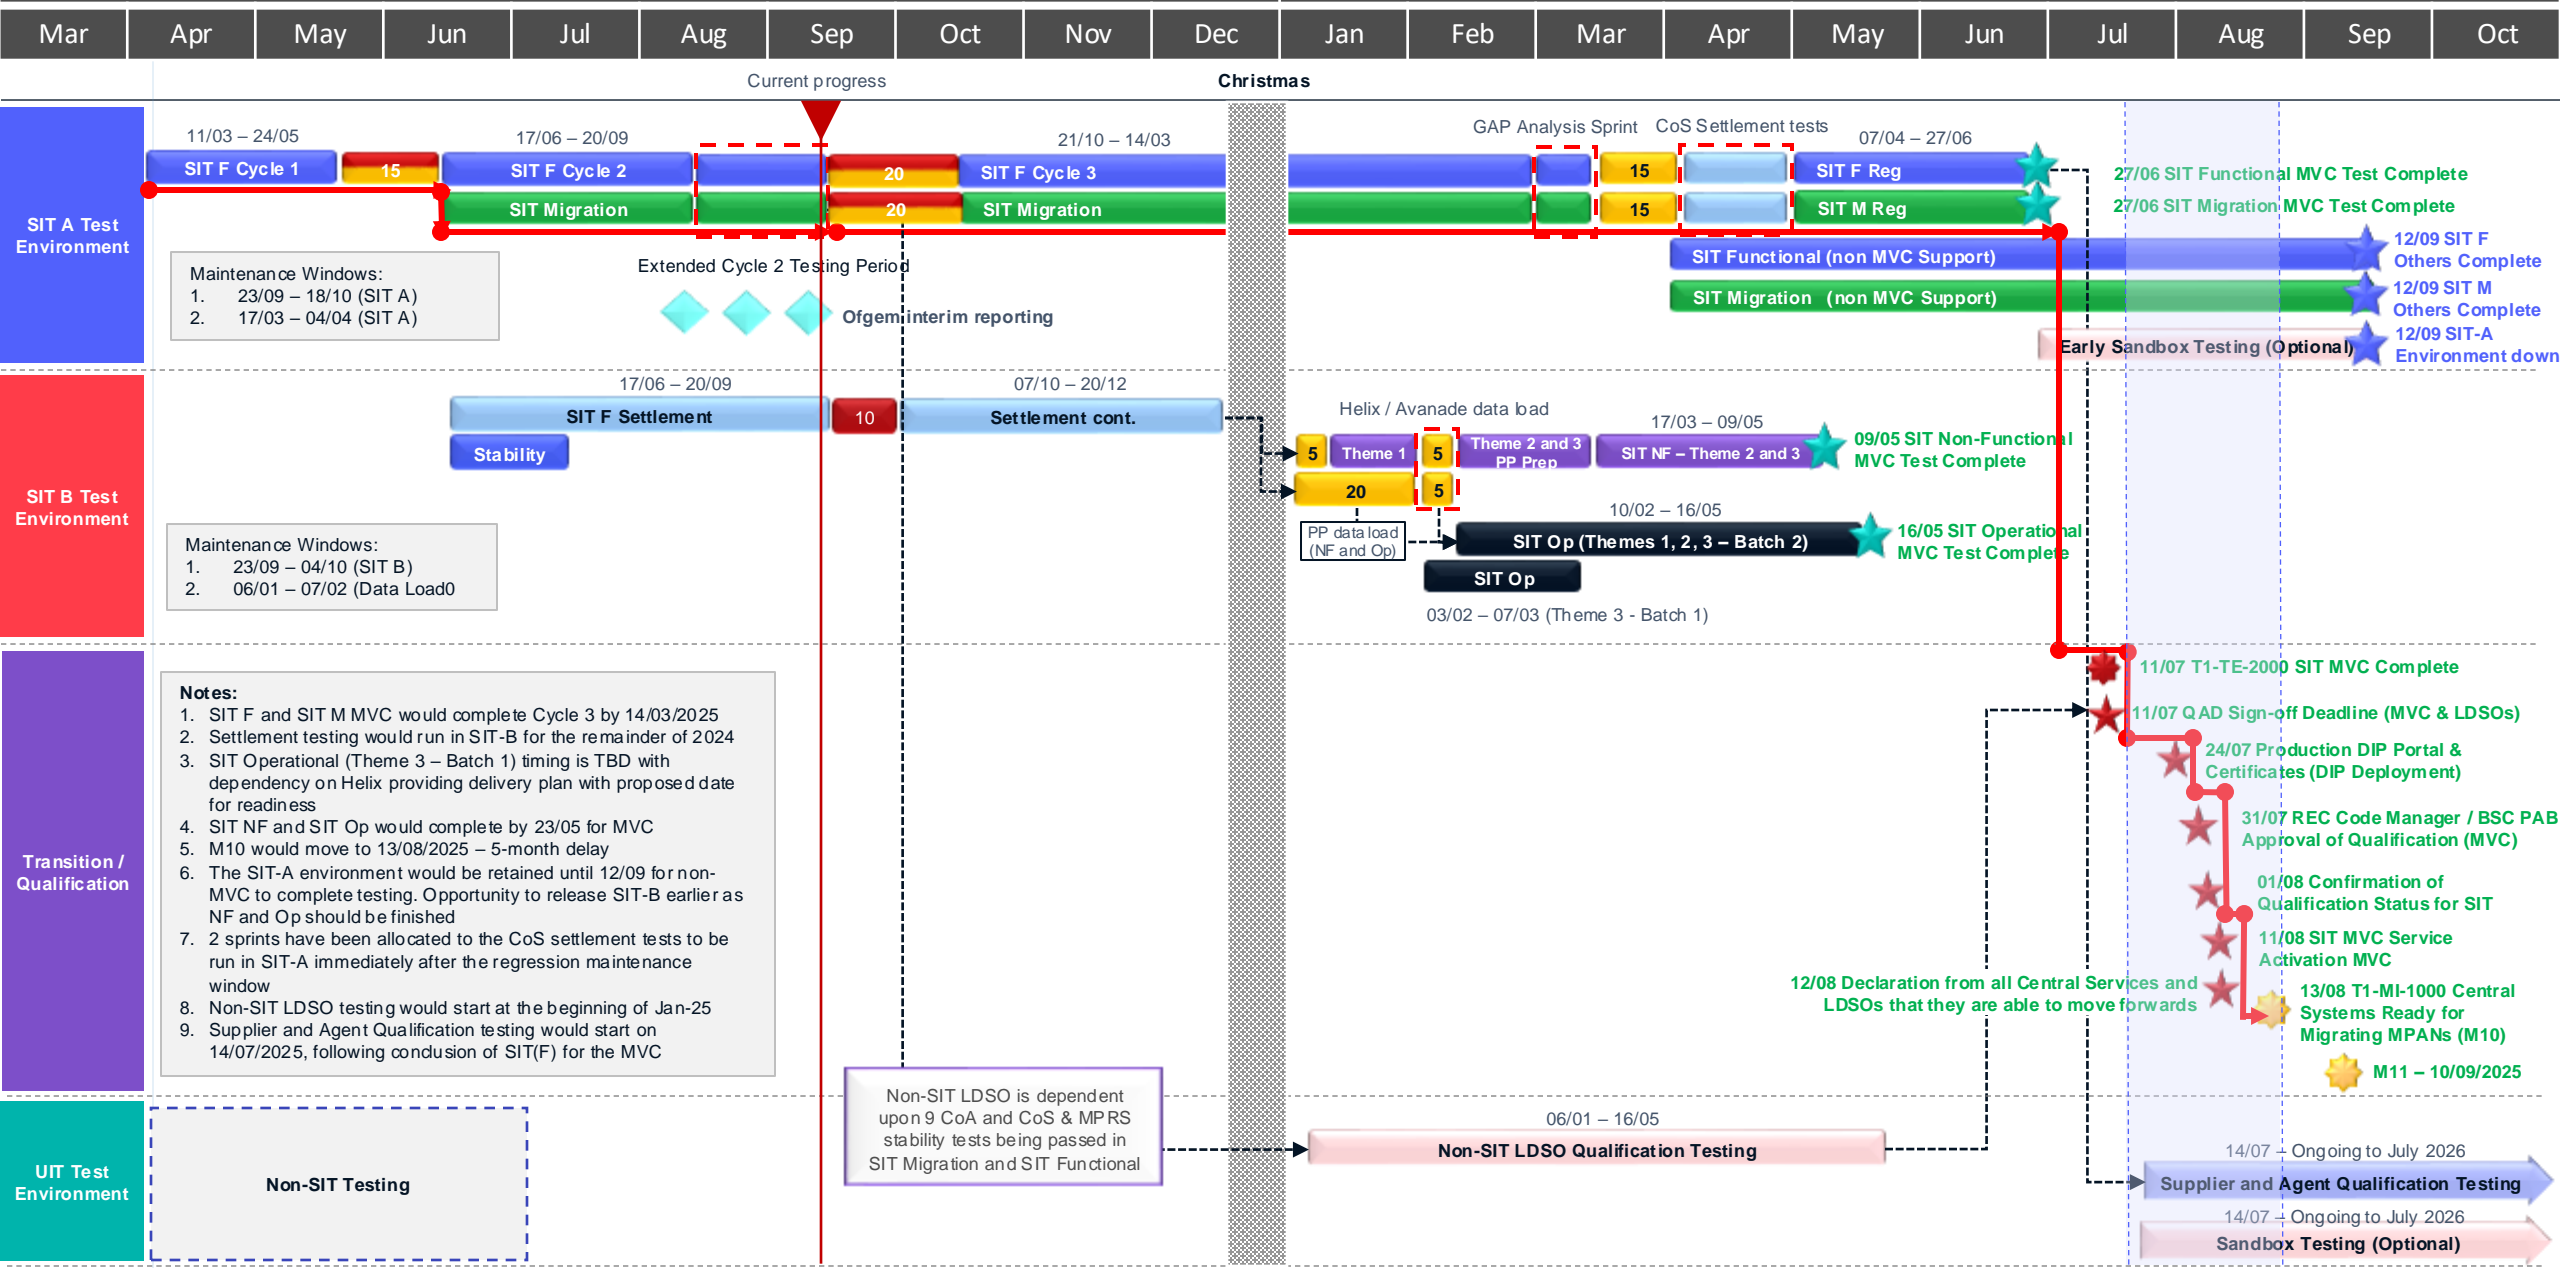 Mar Apr May Jun Jul Aug Sep Oct Nov Dec Jan Feb Mar Apr May Jun Jul Aug Sep Oct
Current progress
Christmas
SIT A Test
Environment
11/03 – 24/05
17/06 – 20/09
21/10 – 14/03
GAP Analysis Sprint
CoS Settlement tests
07/04 – 27/06
SIT F Cycle 1
15
SIT F Cycle 2
20
SIT F Cycle 3
15
SIT F Reg
27/06 SIT Functional MVC Test Complete
SIT Migration
20
SIT Migration
15
SIT M Reg
27/06 SIT Migration MVC Test Complete
Maintenance Windows:
1. 23/09 – 18/10 (SIT A)
2. 17/03 – 04/04 (SIT A)
Extended Cycle 2 Testing Period
Ofgem interim reporting
SIT Functional (non MVC Support)
12/09 SIT F
Others Complete
SIT Migration (non MVC Support)
12/09 SIT M
Others Complete
Early Sandbox Testing (Optional)
12/09 SIT-A
Environment down
SIT B Test
Environment
17/06 – 20/09
07/10 – 20/12
SIT F Settlement
10
Settlement cont.
Stability
Helix / Avanade data load
17/03 – 09/05
5
Theme 1
5
Theme 2 and 3
PP Prep
SIT NF – Theme 2 and 3
09/05 SIT Non-Functional
MVC Test Complete
20
5
PP data load
(NF and Op)
10/02 – 16/05
SIT Op (Themes 1, 2, 3 – Batch 2)
16/05 SIT Operational
MVC Test Complete
SIT Op
03/02 – 07/03 (Theme 3 - Batch 1)
Maintenance Windows:
1. 23/09 – 04/10 (SIT B)
2. 06/01 – 07/02 (Data Load0
Transition /
Qualification
Notes:
1. SIT F and SIT M MVC would complete Cycle 3 by 14/03/2025
2. Settlement testing would run in SIT-B for the remainder of 2024
3. SIT Operational (Theme 3 – Batch 1) timing is TBD with
dependency on Helix providing delivery plan with proposed date
for readiness
4. SIT NF and SIT Op would complete by 23/05 for MVC
5. M10 would move to 13/08/2025 – 5-month delay
6. The SIT-A environment would be retained until 12/09 for non-
MVC to complete testing. Opportunity to release SIT-B earlier as
NF and Op should be finished
7. 2 sprints have been allocated to the CoS settlement tests to be
run in SIT-A immediately after the regression maintenance
window
8. Non-SIT LDSO testing would start at the beginning of Jan-25
9. Supplier and Agent Qualification testing would start on
14/07/2025, following conclusion of SIT(F) for the MVC
11/07 T1-TE-2000 SIT MVC Complete
11/07 QAD Sign-off Deadline (MVC & LDSOs)
24/07 Production DIP Portal &
Certificates (DIP Deployment)
31/07 REC Code Manager / BSC PAB
Approval of Qualification (MVC)
01/08 Confirmation of
Qualification Status for SIT
11/08 SIT MVC Service
Activation MVC
12/08 Declaration from all Central Services and
LDSOs that they are able to move forwards
13/08 T1-MI-1000 Central
Systems Ready for
Migrating MPANs (M10)
M11 – 10/09/2025
UIT Test
Environment
Non-SIT Testing
Non-SIT LDSO is dependent
upon 9 CoA and CoS & MPRS
stability tests being passed in
SIT Migration and SIT Functional
06/01 – 16/05
Non-SIT LDSO Qualification Testing
14/07 – Ongoing to July 2026
Supplier and Agent Qualification Testing
14/07 – Ongoing to July 2026
Sandbox Testing (Optional)